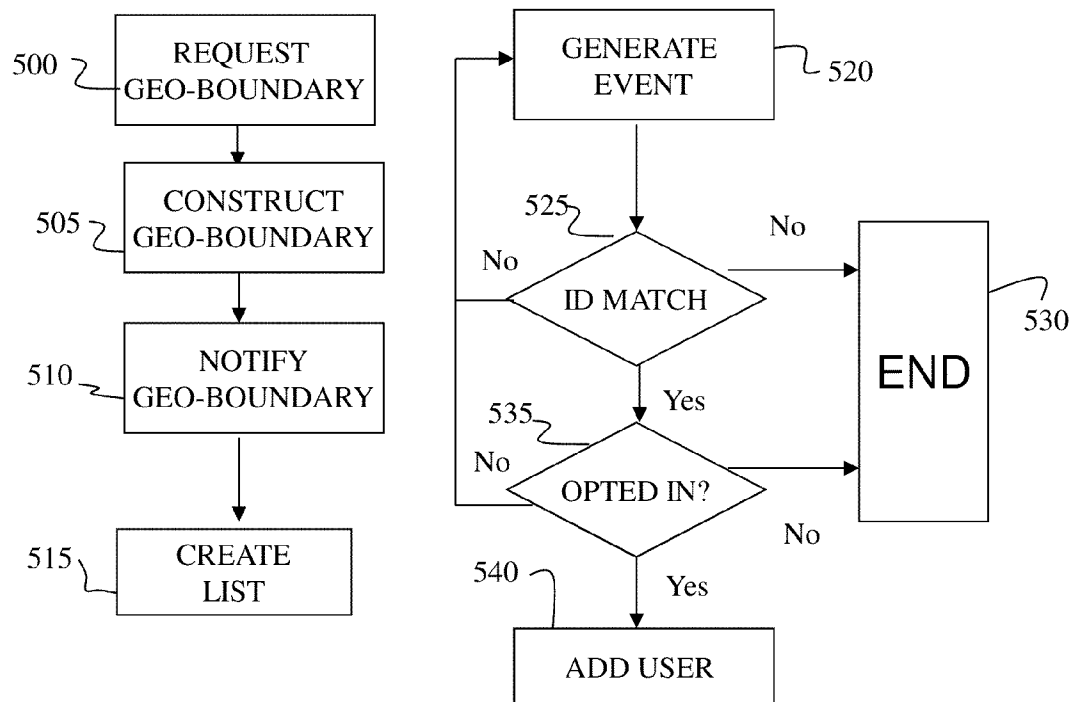 REQUEST
GEO-BOUNDARY
500
CONSTRUCT
GEO-BOUNDARY
505
NOTIFY
GEO-BOUNDARY
510
CREATE
LIST
515
GENERATE
EVENT
520
525
No
No
ID MATCH
END
530
Yes
535
No
OPTED IN?
No
540
Yes
ADD USER